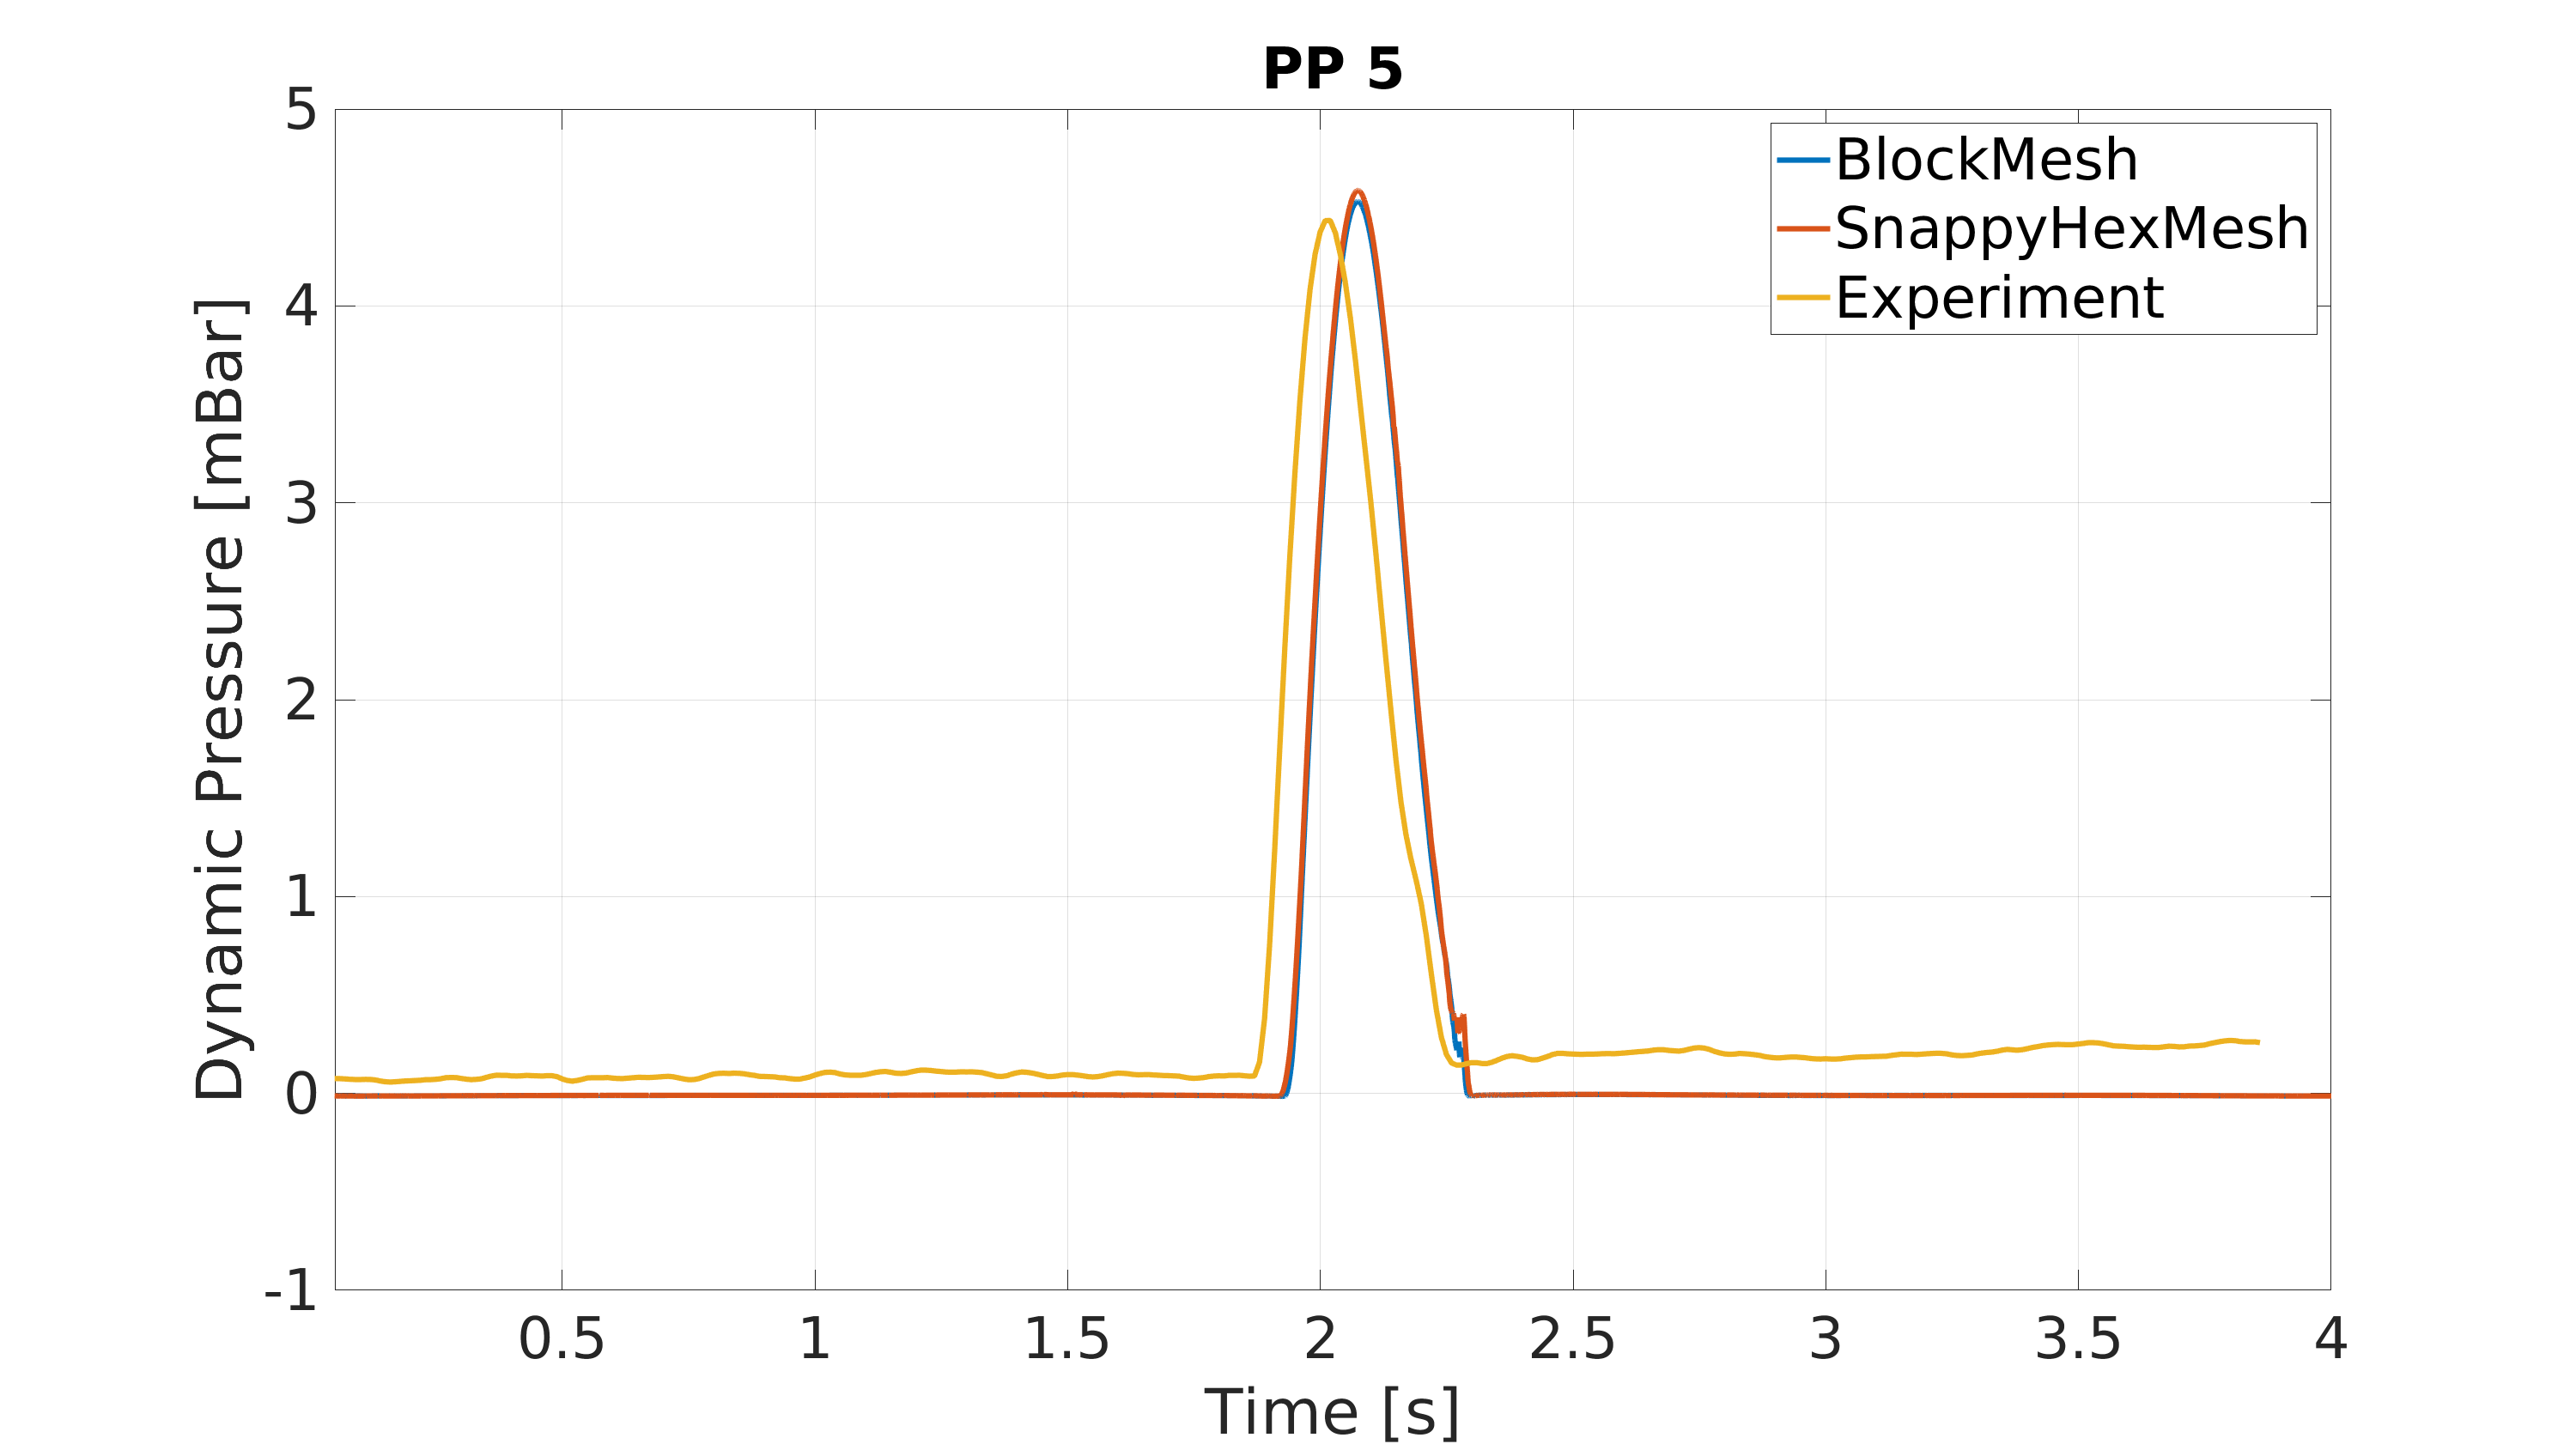 PP 5
5
4
3
2
1
0
-1
Dynamic Pressure [mBar]
BlockMesh
SnappyHexMesh
Experiment
0.5 1 1.5 2 2.5 3 3.5 4
Time [s]